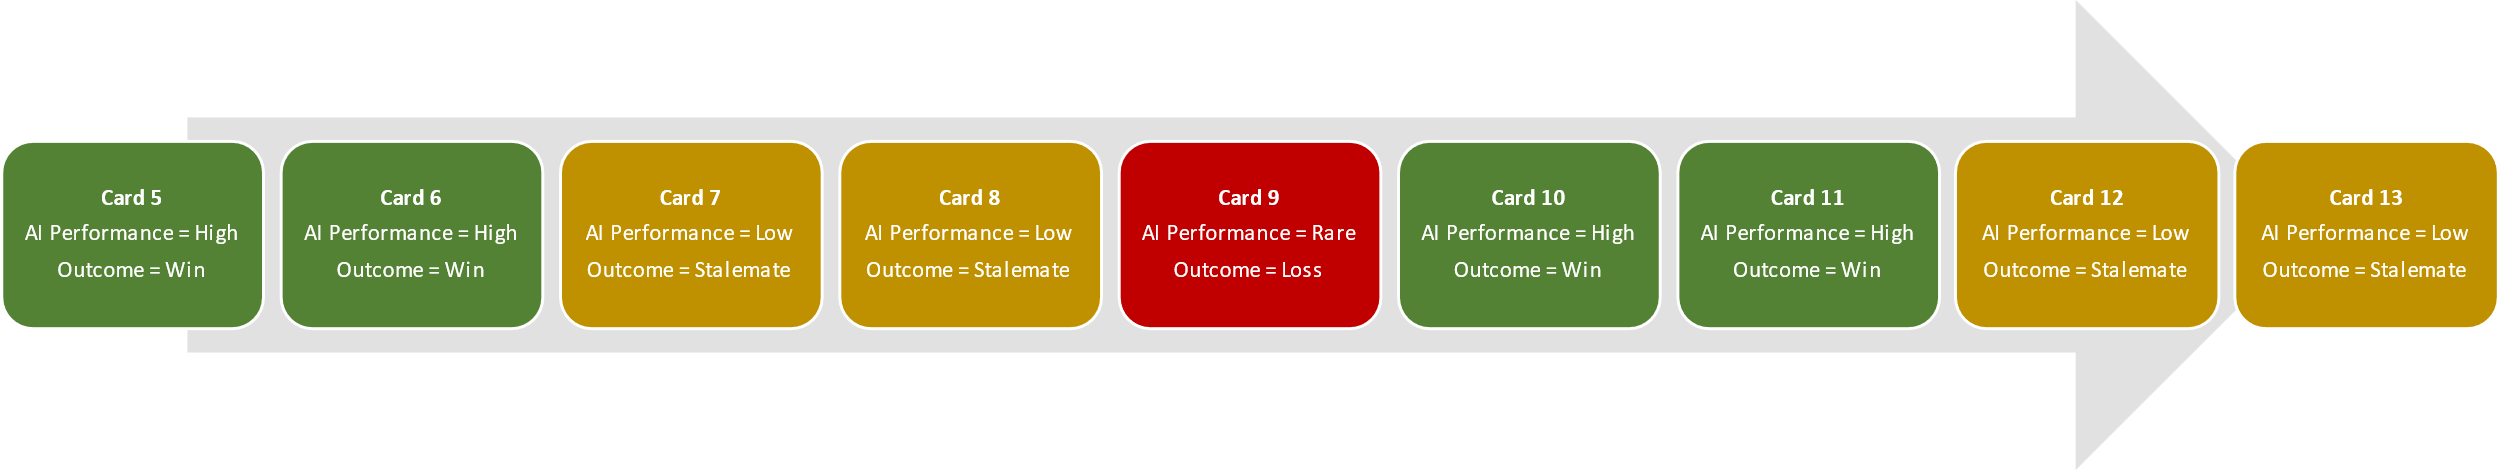 Card 5
AI Performance = High
Outcome = Win
Card 6
AI Performance = High
Outcome = Win
Card 7
AI Performance = Low
Outcome = Stalemate
Card 8
AI Performance = Low
Outcome = Stalemate
Card 9
AI Performance = Rare
Outcome = Loss
Card 10
AI Performance = High
Outcome = Win
Card 11
AI Performance = High
Outcome = Win
Card 12
AI Performance = Low
Outcome = Stalemate
Card 13
AI Performance = Low
Outcome = Stalemate